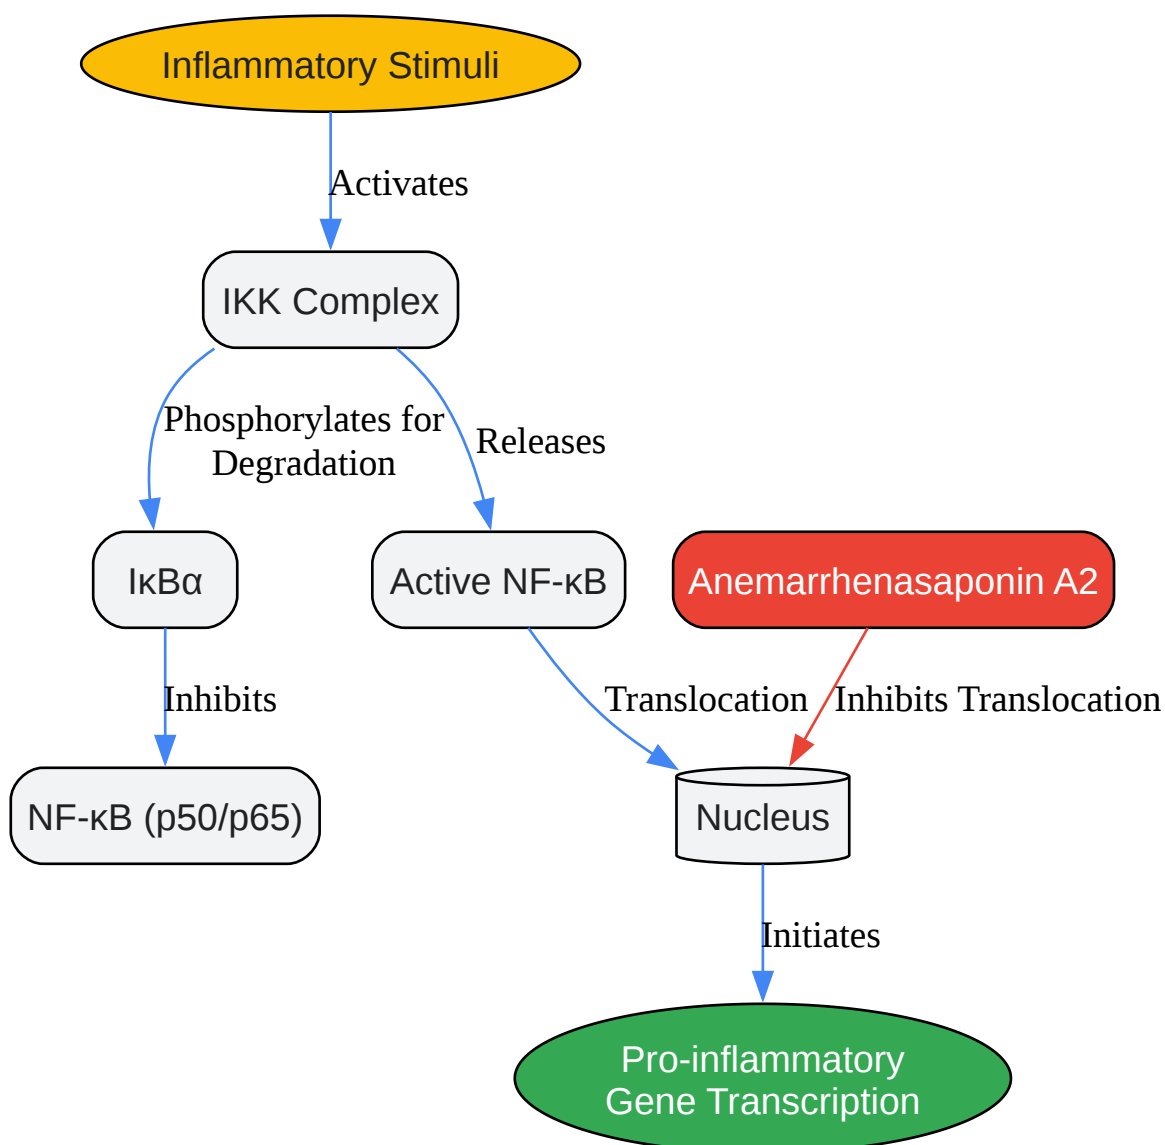 Inflammatory Stimuli
Activates
IKK Complex
Phosphorylates for
Degradation
Releases
IκBα
Active NF-κB
Anemarrhenasaponin A2
Inhibits
Translocation
Inhibits Translocation
NF-κB (p50/p65)
Nucleus
Initiates
Pro-inflammatory
Gene Transcription